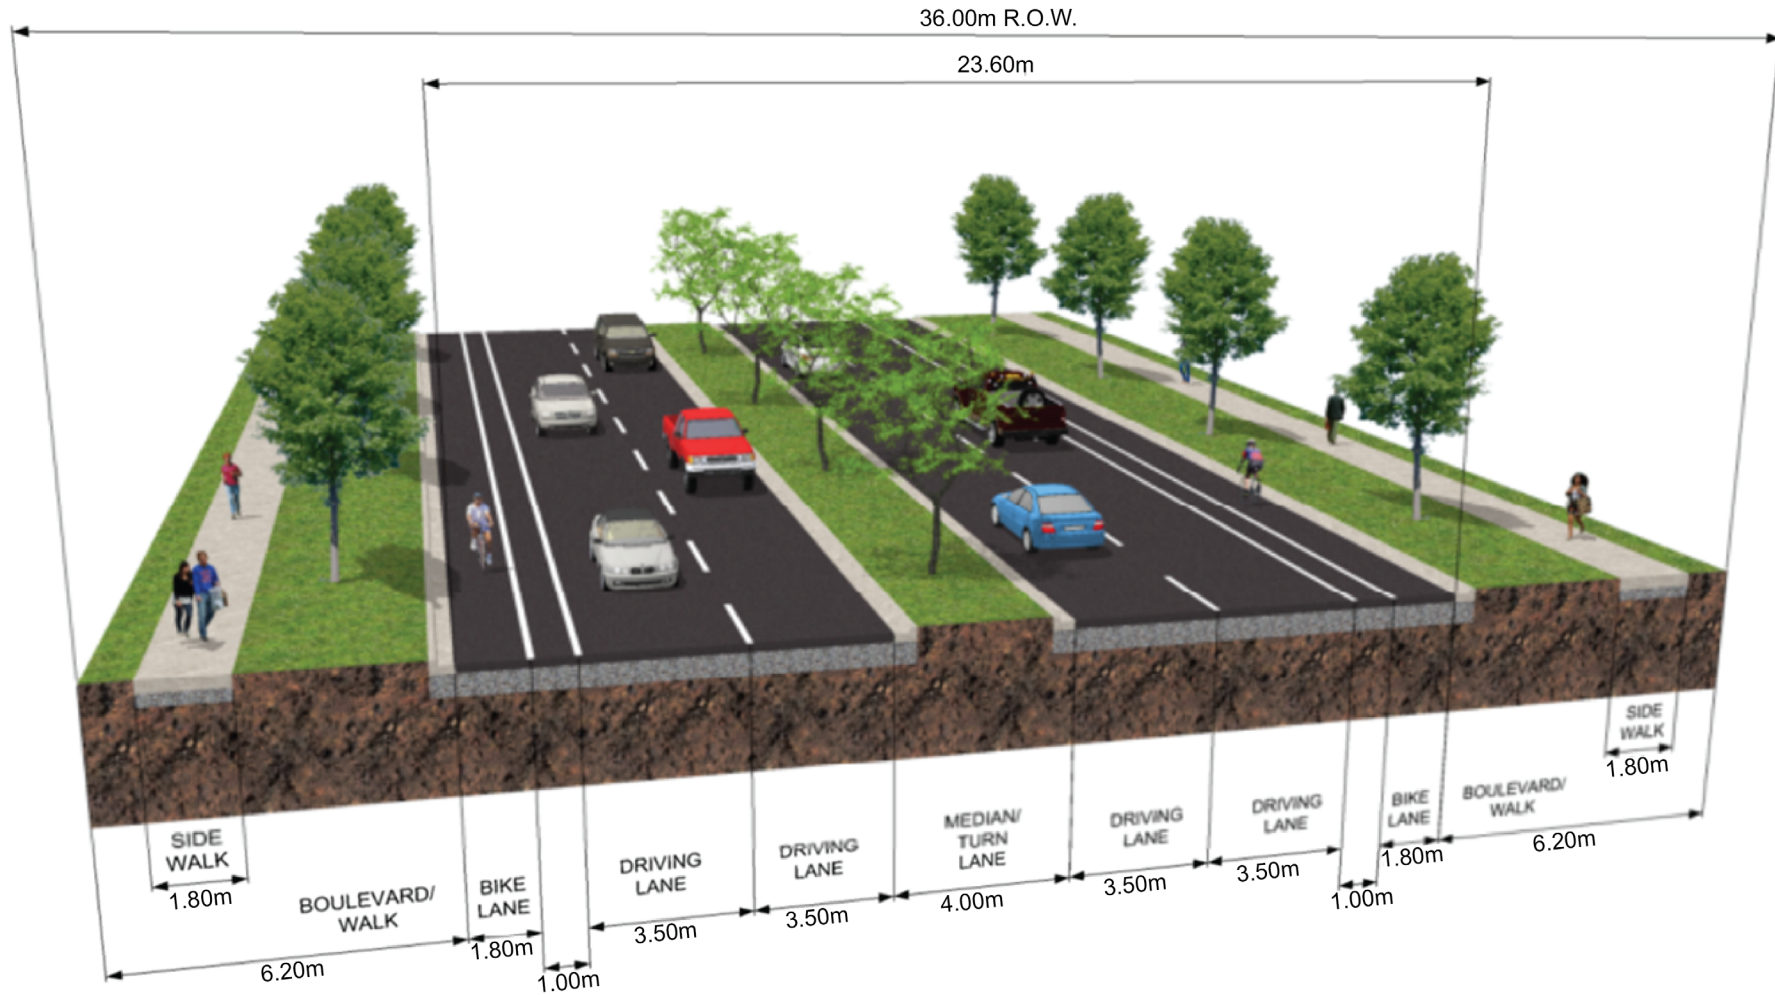 36.00m R.O.W.
23.60m
SIDE
WALK
1.80m
BOULEVARD/
WALK
6.20m
BIKE
LANE
1.80m
1.00m
DRIVING
LANE
3.50m
DRIVING
LANE
3.50m
MEDIAN/
TURN
LANE
4.00m
DRIVING
LANE
3.50m
DRIVING
LANE
3.50m
1.00m
BIKE
LANE
1.80m
BOULEVARD/
WALK
6.20m
SIDE
WALK
1.80m